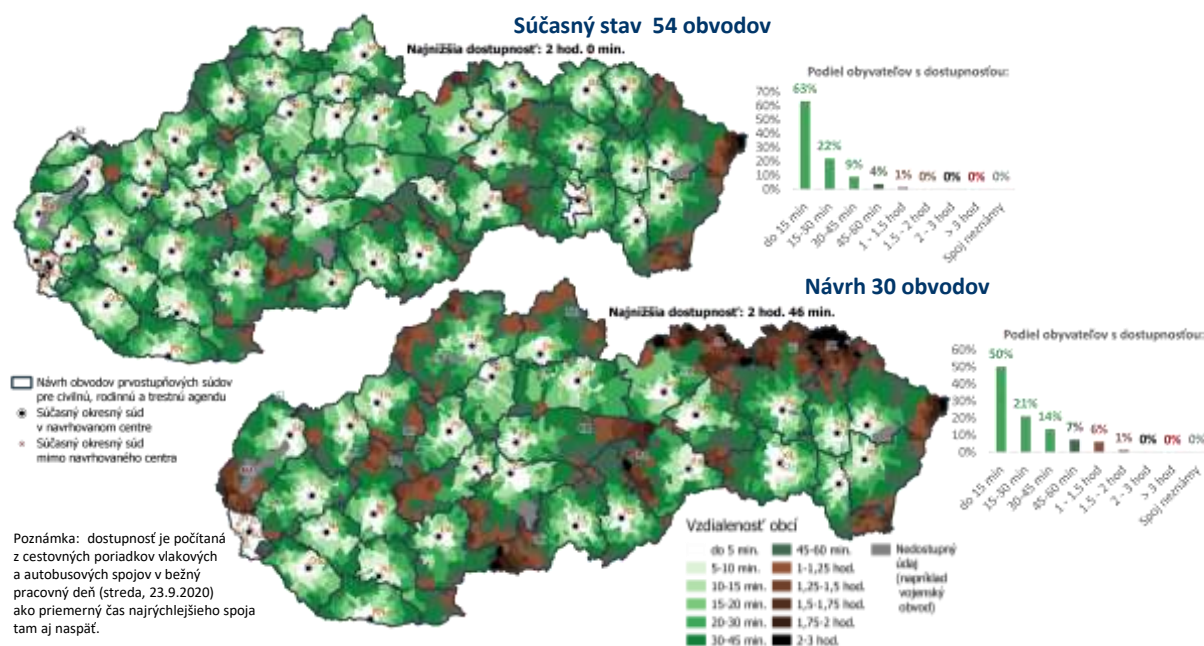 Súčasný stav 54 obvodov
Najnižšia dostupnosť: 2 hod. 0 min.
Podiel obyvateľov s dostupnosťou:
70%
60%
50%
40%
30%
20%
10%
0%
63%
22%
9%
4%
1%
0%
0%
0%
0%
do 15 min
15-30 min
30-45 min
45-60 min
1 - 1.5 hod
1.5 - 2 hod
2 - 3 hod
> 3 hod
Spoj neznámy
Návrh 30 obvodov
Najnižšia dostupnosť: 2 hod. 46 min.
Podiel obyvateľov s dostupnosťou:
60%
50%
40%
30%
20%
10%
0%
50%
21%
14%
7%
6%
1%
0%
0%
0%
do 15 min
15-30 min
30-45 min
45-60 min
1 - 1.5 hod
1.5 - 2 hod
2 - 3 hod
> 3 hod
Spoj neznámy
Návrh obvodov prvostupňových súdov
pre civilnú, rodinnú a trestnú agendu
Súčasný okresný súd
v navrhovanom centre
Súčasný okresný súd
mimo navrhovaného centra
Poznámka: dostupnosť je počítaná
z cestovných poriadkov vlakových
a autobusových spojov v bežný
pracovný deň (streda, 23.9.2020)
ako priemerný čas najrýchlejšieho spoja
tam aj naspäť.
Vzdialenosť obcí
do 5 min.
5-10 min.
10-15 min.
15-20 min.
20-30 min.
30-45 min.
45-60 min.
1-1,25 hod.
1,25-1,5 hod.
1,5-1,75 hod.
1,75-2 hod.
2-3 hod.
Nedostupný
údaj
(napríklad
vojenský
obvod)